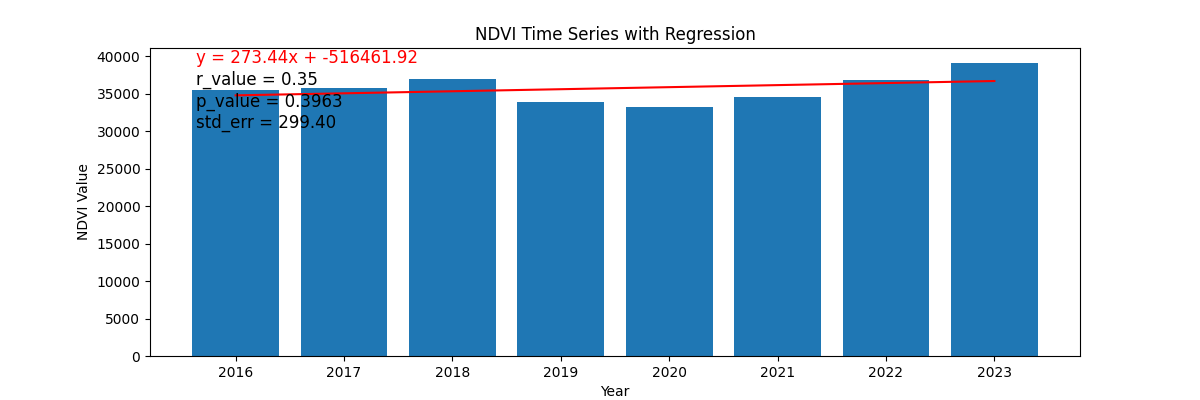 NDVI Time Series with Regression
y = 273.44x + -516461.92
r_value = 0.35
p_value = 0.3963
std_err = 299.40
40000
35000
30000
25000
20000
15000
10000
5000
0
NDVI Value
2016 2017 2018 2019 2020 2021 2022 2023
Year